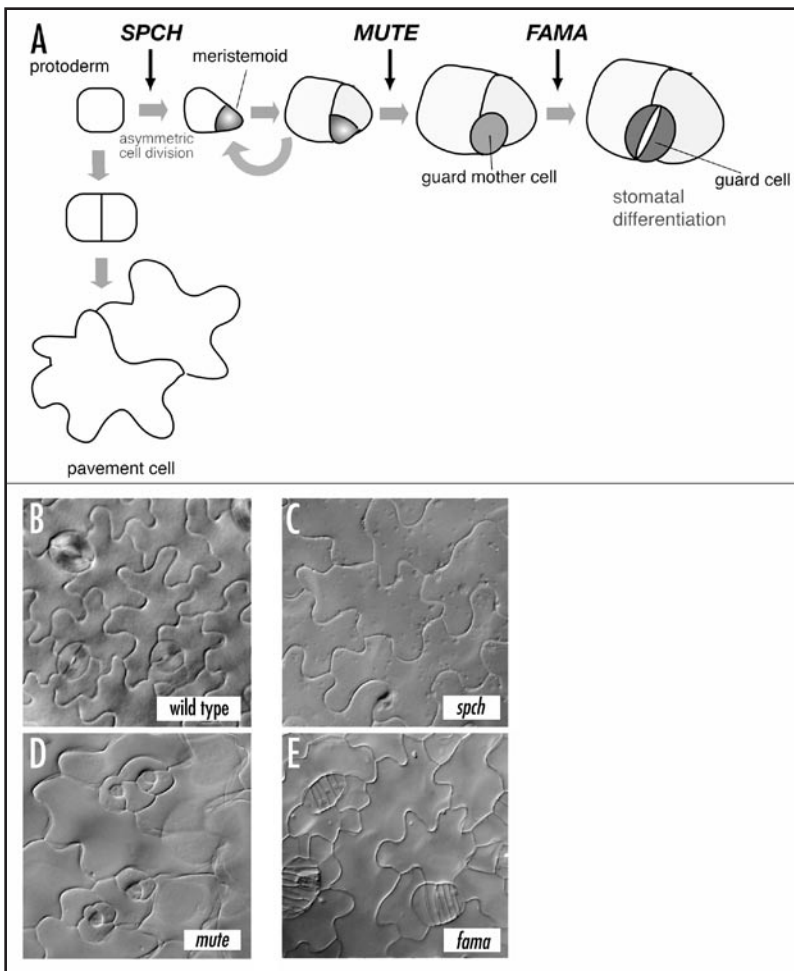 A
SPCH
MUTE
FAMA
protoderm
meristemoid
asymmetric
cell division
guard mother cell
guard cell
stomatal
differentiation
pavement cell
B
wild type
C
spch
D
mute
E
fama